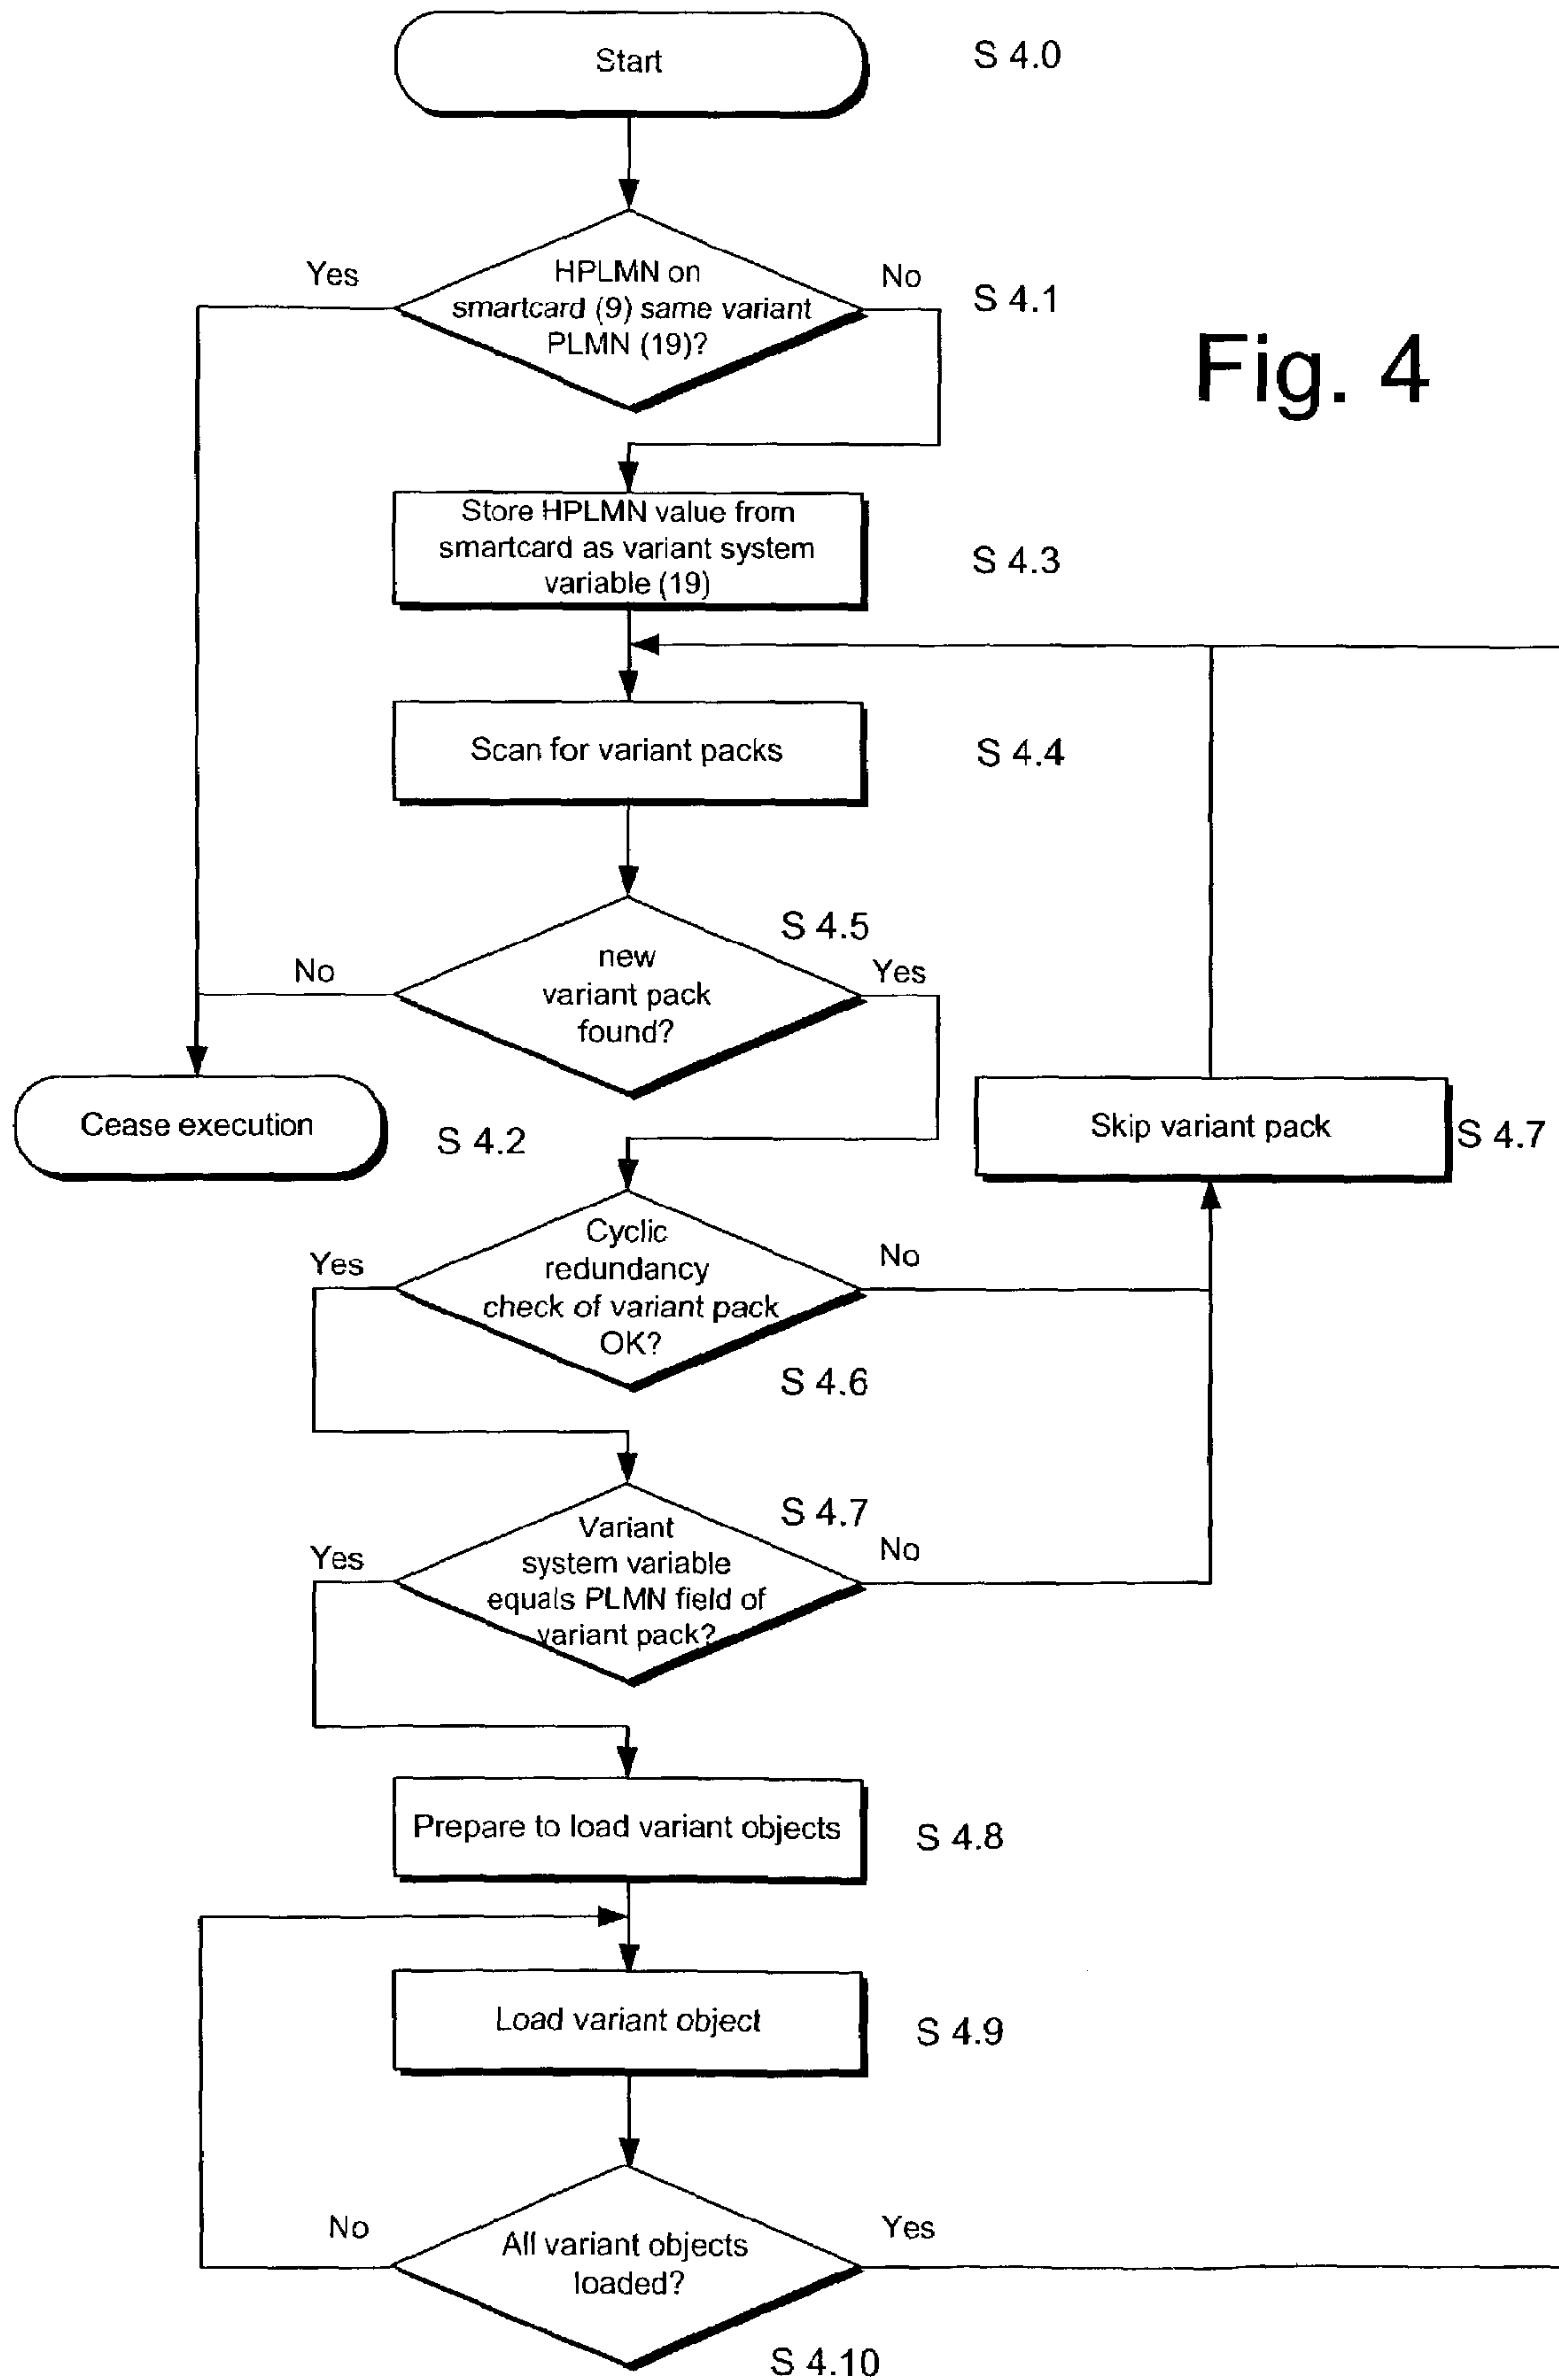 Start
S 4.0
Yes
HPLMN on
smartcard (9) same variant
PLMN (19)?
No
S 4.1
Fig. 4
Store HPLMN value from
smartcard as variant system
variable (19)
S 4.3
Scan for variant packs
S 4.4
S 4.5
No
new
variant pack
found?
Yes
Cease execution
S 4.2
Skip variant pack
S 4.7
Yes
Cyclic
redundancy
check of variant pack
OK?
No
S 4.6
S 4.7
Yes
Variant
system variable
equals PLMN field of
variant pack?
No
Prepare to load variant objects
S 4.8
Load variant object
S 4.9
No
All variant objects
loaded?
Yes
S 4.10